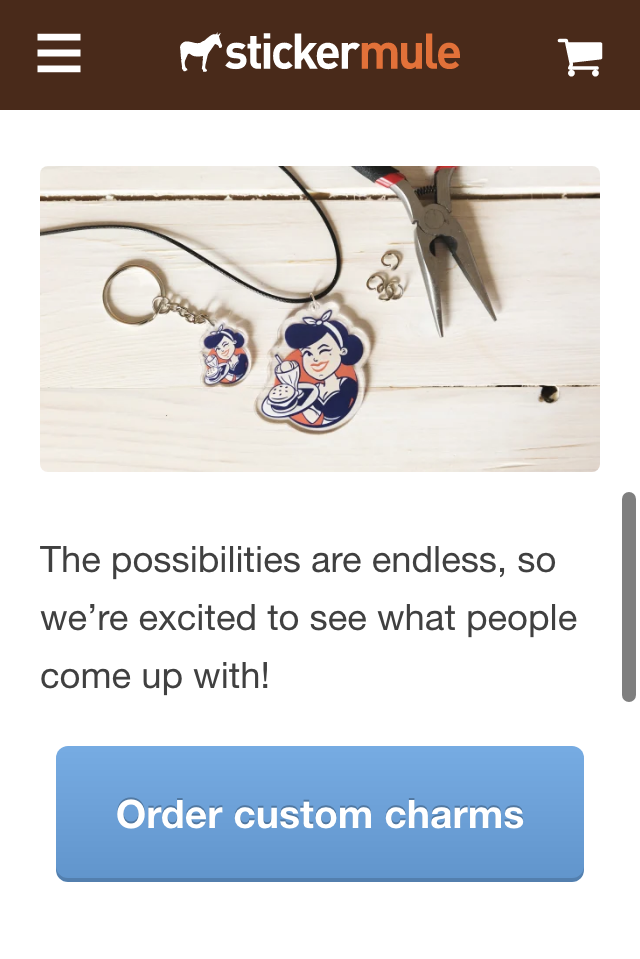 stickermule
The possibilities are endless, so
we’re excited to see what people
come up with!
Order custom charms